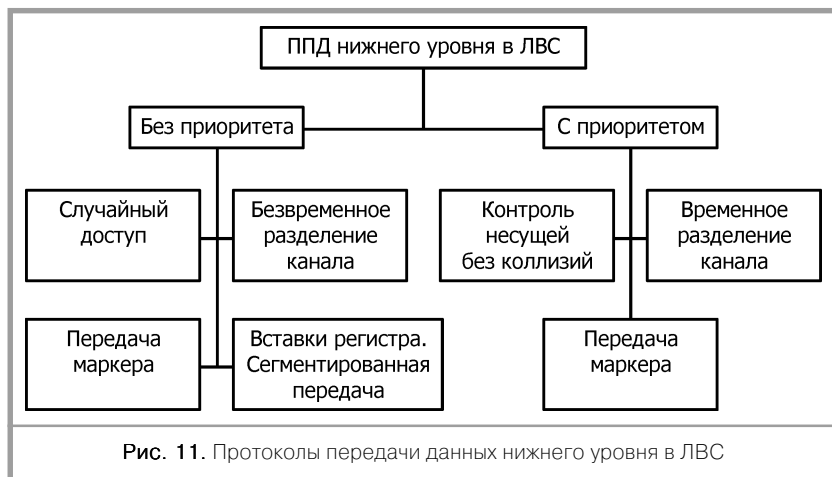 ППД нижнего уровня в ЛВС
Без приоритета
С приоритетом
Случайный
доступ
Безвременное
разделение
канала
Контроль
несущей
без коллизий
Временное
разделение
канала
Передача
маркера
Вставки регистра.
Сегментированная
передача
Передача
маркера
Рис. 11. Протоколы передачи данных нижнего уровня в ЛВС